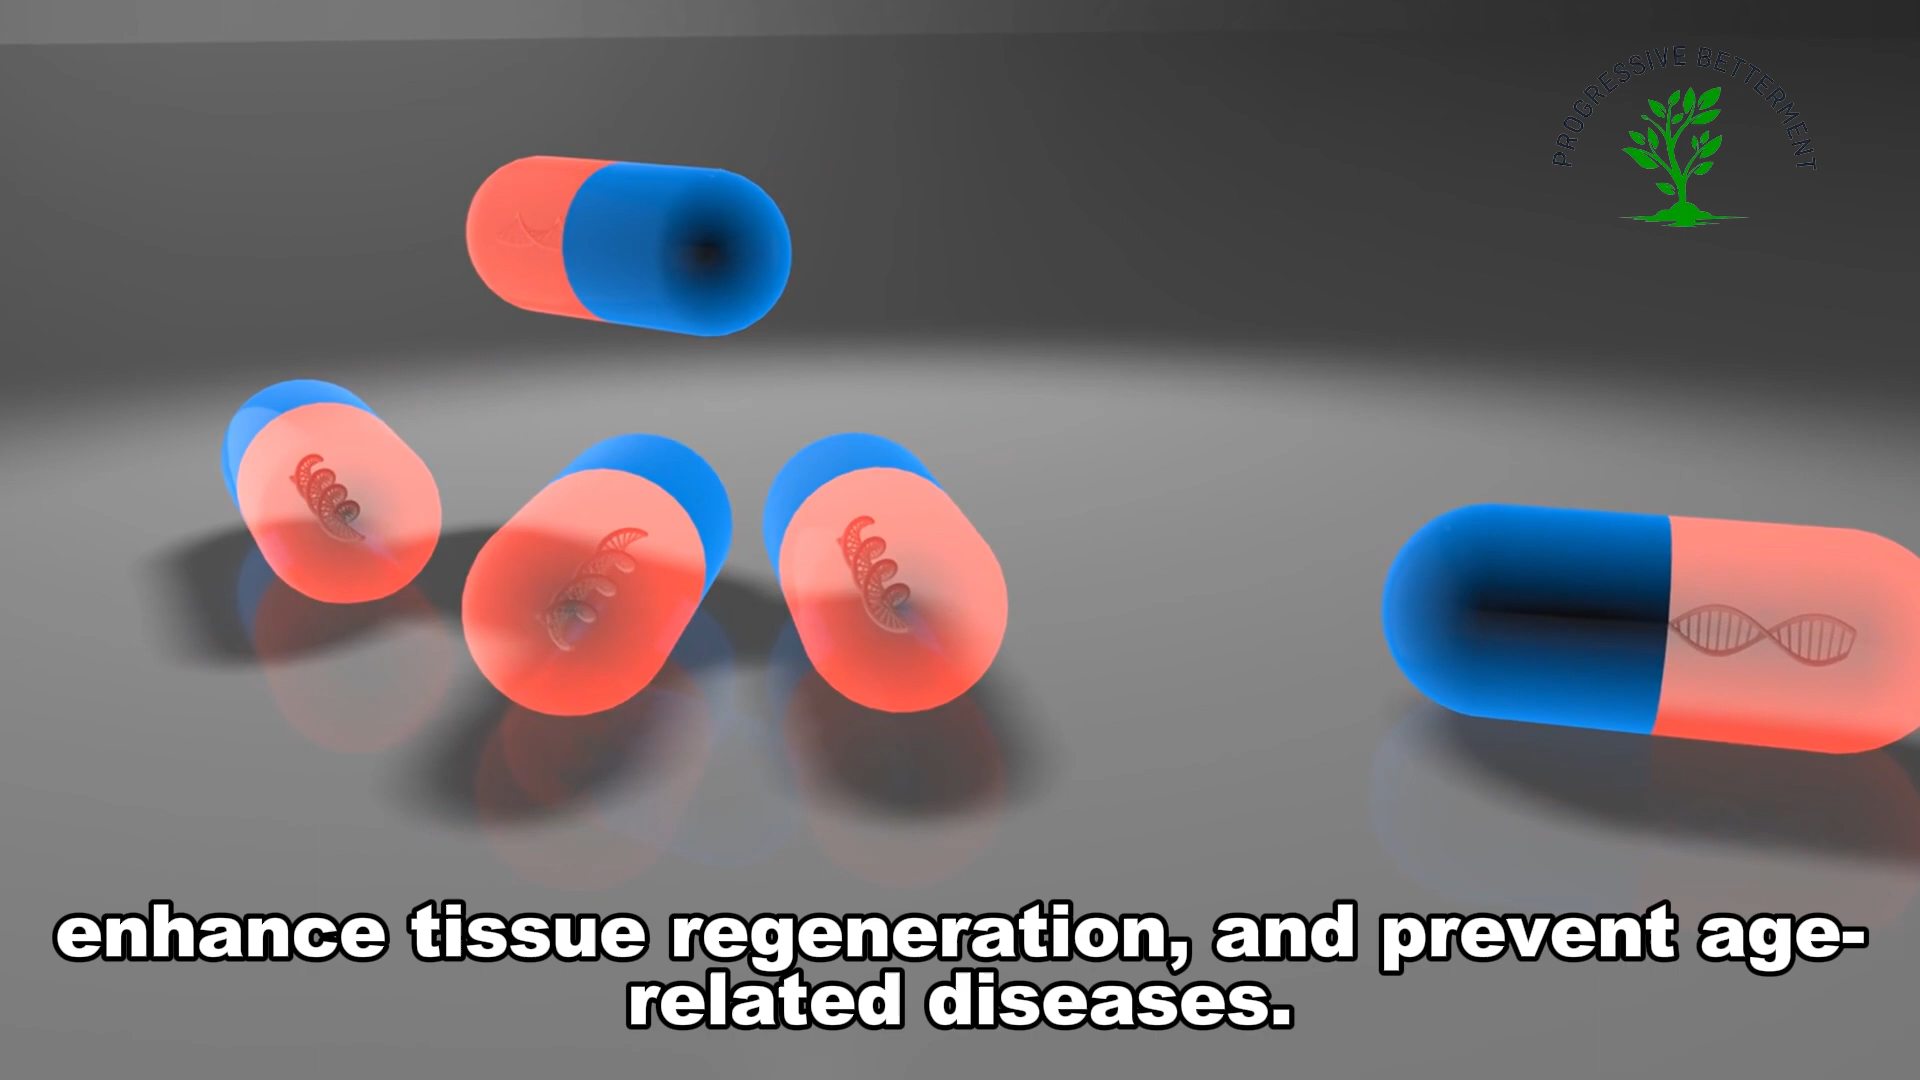 PROGRESSIVE BETTERMENT
enhance tissue regeneration, and prevent age-
related diseases.